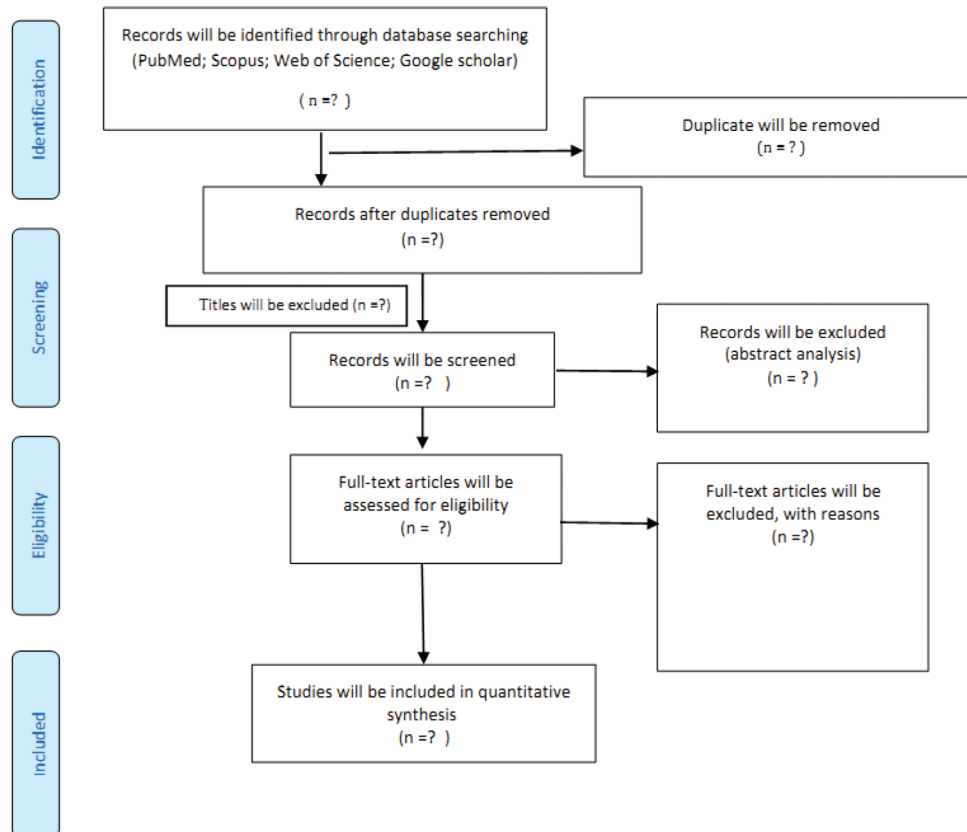 Identification
Records will be identified through database searching
(PubMed; Scopus; Web of Science; Google scholar)
( n =? )
Duplicate will be removed
(n = ? )
Records after duplicates removed
(n =?)
Screening
Titles will be excluded (n =?)
Records will be screened
(n =? )
Records will be excluded
(abstract analysis)
(n = ? )
Eligibility
Full-text articles will be
assessed for eligibility
(n = ?)
Full-text articles will be
excluded, with reasons
(n =?)
Included
Studies will be included in quantitative
synthesis
(n =? )